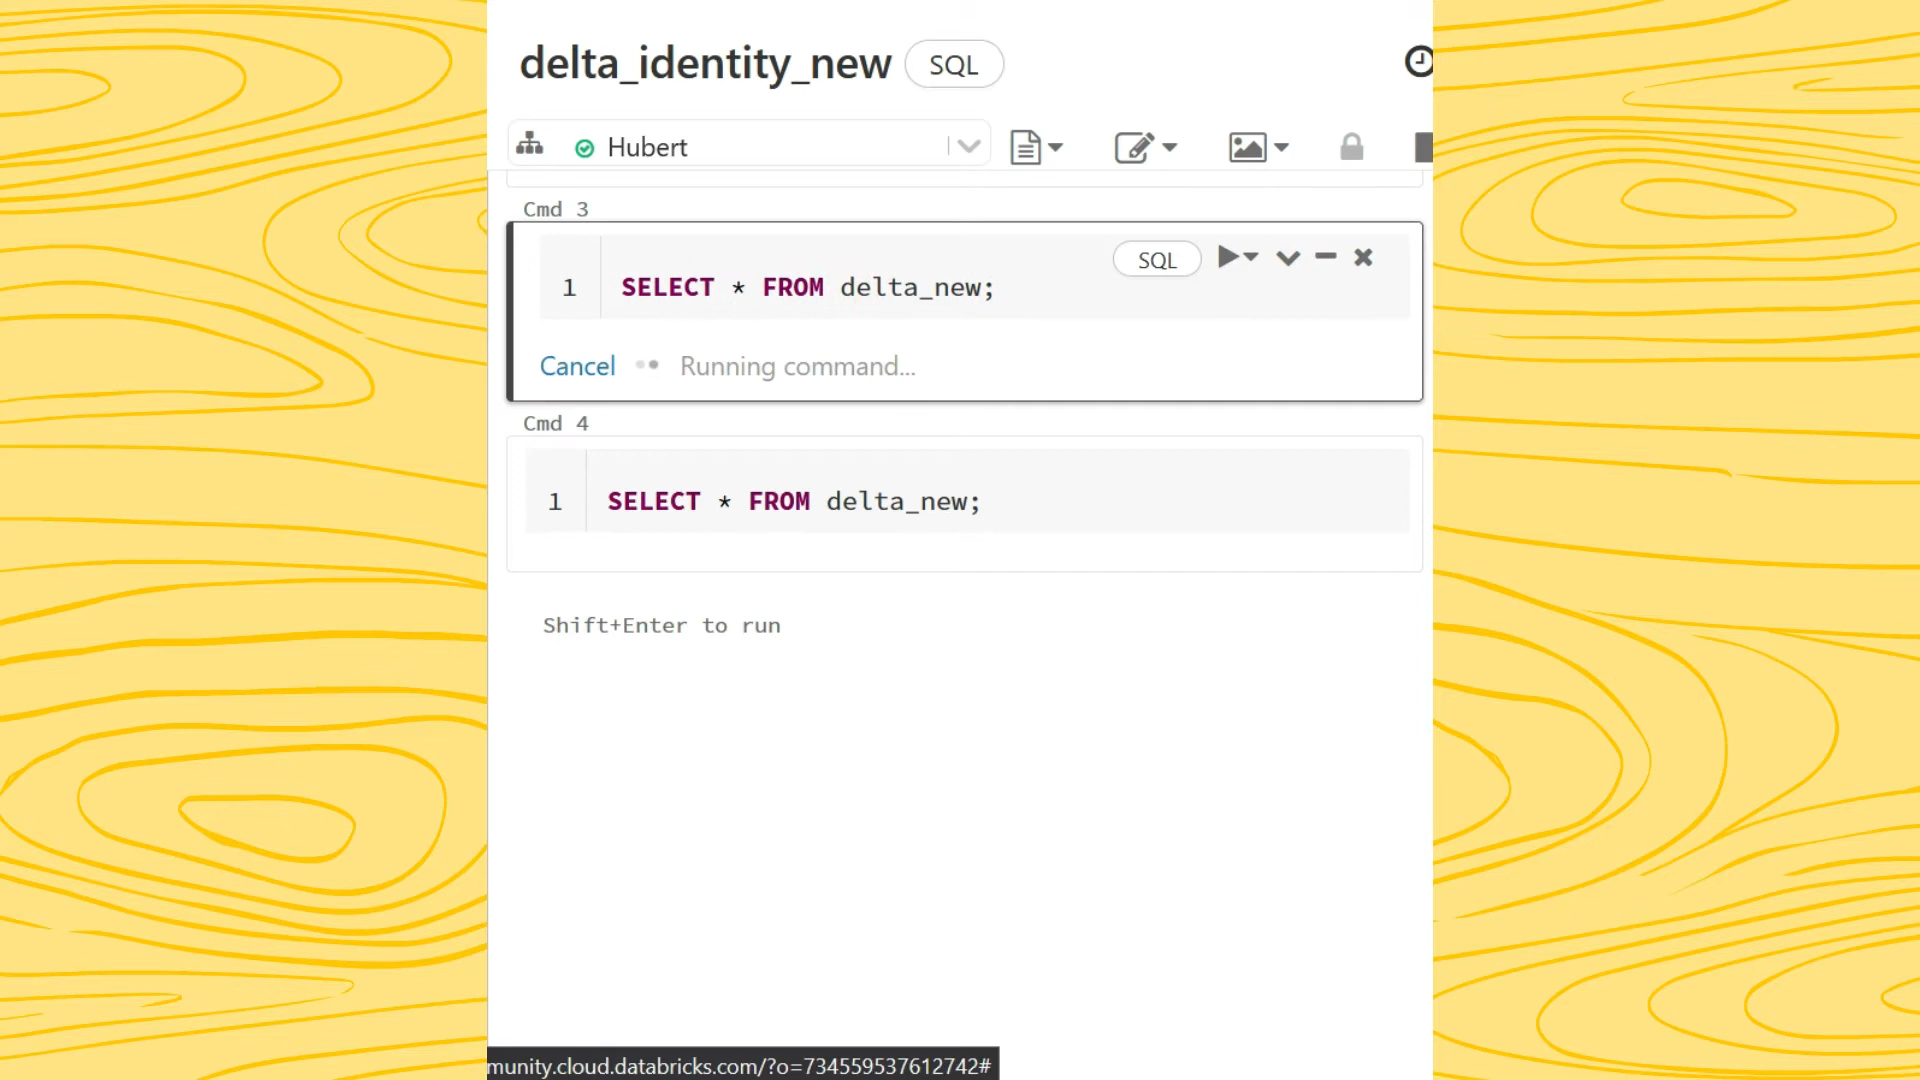 delta_identity_new SQL
Hubert
Cmd 3
SQL
1 SELECT * FROM delta_new;
Cancel Running command...
Cmd 4
1 SELECT * FROM delta_new;
Shift+Enter to run
munity.cloud.databricks.com/?o=734559537612742#